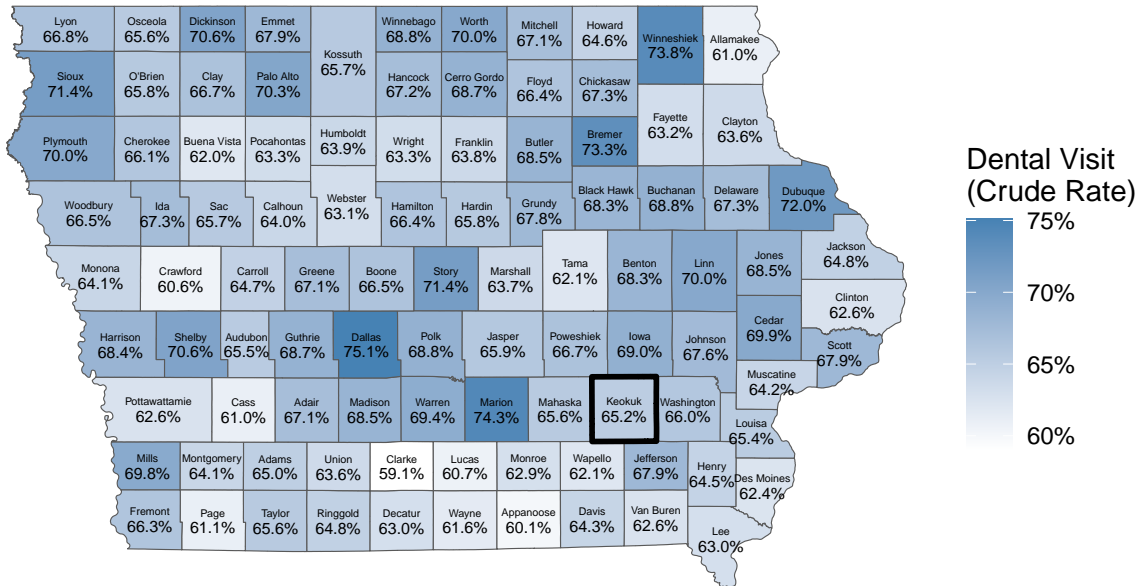 Lyon
66.8%
Osceola
65.6%
Dickinson
70.6%
Emmet
67.9%
Kossuth
65.7%
Winnebago
68.8%
Worth
70.0%
Mitchell
67.1%
Howard
64.6%
Winneshiek
73.8%
Allamakee
61.0%
Sioux
71.4%
O'Brien
65.8%
Clay
66.7%
Palo Alto
70.3%
Hancock
67.2%
Cerro Gordo
68.7%
Floyd
66.4%
Chickasaw
67.3%
Fayette
63.2%
Clayton
63.6%
Plymouth
70.0%
Cherokee
66.1%
Buena Vista
62.0%
Pocahontas
63.3%
Humboldt
63.9%
Wright
63.3%
Franklin
63.8%
Butler
68.5%
Bremer
73.3%
Woodbury
66.5%
Ida
67.3%
Sac
65.7%
Calhoun
64.0%
Webster
63.1%
Hamilton
66.4%
Hardin
65.8%
Grundy
67.8%
Black Hawk
68.3%
Buchanan
68.8%
Delaware
67.3%
Dubuque
72.0%
Monona
64.1%
Crawford
60.6%
Carroll
64.7%
Greene
67.1%
Boone
66.5%
Story
71.4%
Marshall
63.7%
Tama
62.1%
Benton
68.3%
Linn
70.0%
Jones
68.5%
Jackson
64.8%
Clinton
62.6%
Harrison
68.4%
Shelby
70.6%
Audubon
65.5%
Guthrie
68.7%
Dallas
75.1%
Polk
68.8%
Jasper
65.9%
Poweshiek
66.7%
Iowa
69.0%
Johnson
67.6%
Cedar
69.9%
Scott
67.9%
Muscatine
64.2%
Pottawattamie
62.6%
Cass
61.0%
Adair
67.1%
Madison
68.5%
Warren
69.4%
Marion
74.3%
Mahaska
65.6%
Keokuk
65.2%
Washington
66.0%
Louisa
65.4%
Mills
69.8%
Montgomery
64.1%
Adams
65.0%
Union
63.6%
Clarke
59.1%
Lucas
60.7%
Monroe
62.9%
Wapello
62.1%
Jefferson
67.9%
Henry
64.5%
Des Moines
62.4%
Fremont
66.3%
Page
61.1%
Taylor
65.6%
Ringgold
64.8%
Decatur
63.0%
Wayne
61.6%
Appanoose
60.1%
Davis
64.3%
Van Buren
62.6%
Lee
63.0%
Dental Visit
(Crude Rate)
75%
70%
65%
60%